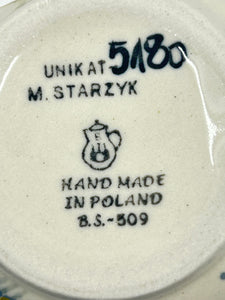 UNIKAT 5180
M. STARZYK
HAND MADE
IN POLAND
B.S.-509